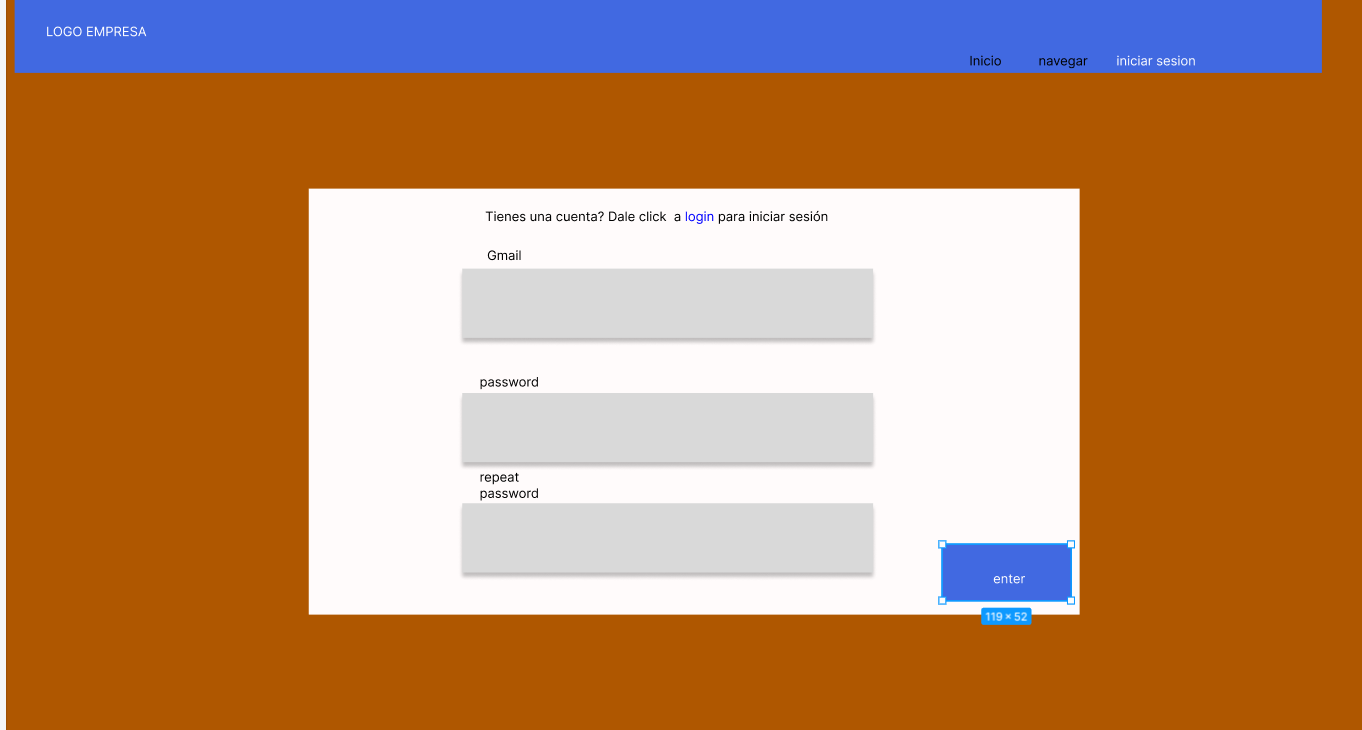 LOGO EMPRESA
Inicio navegar iniciar sesion
Tienes una cuenta? Dale click a login para iniciar sesión
Gmail
password
repeat
password
enter
119 × 52